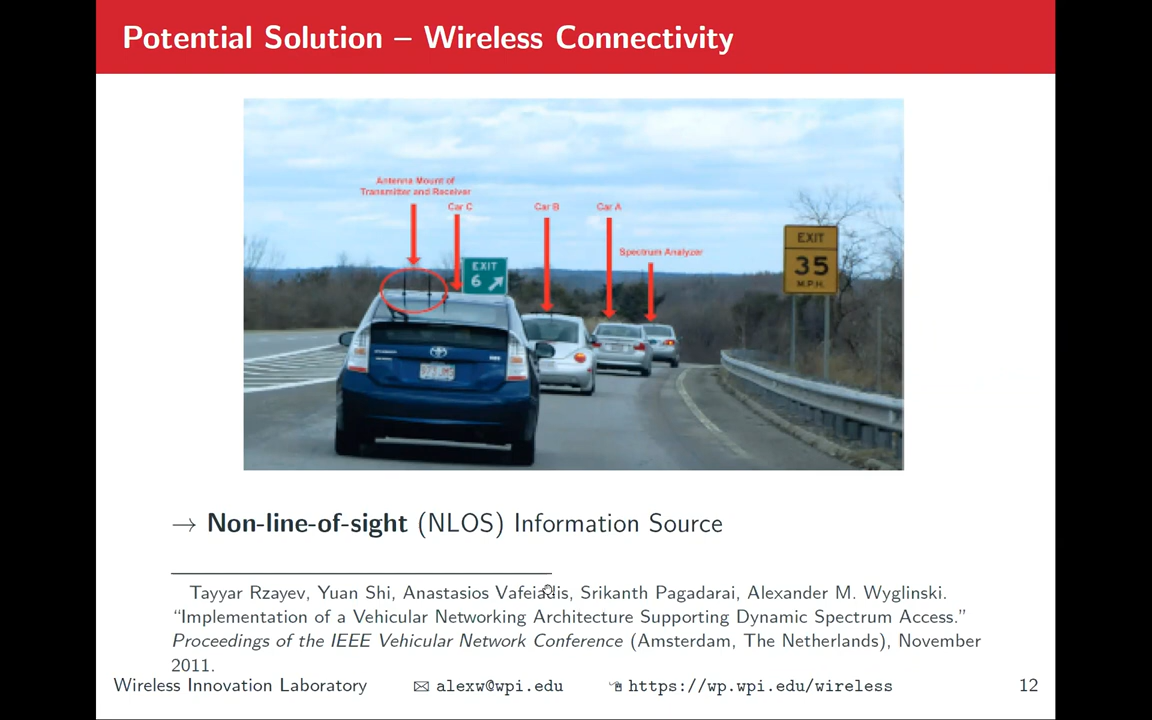 Potential Solution – Wireless Connectivity
Antenna Mount of
Transmitter and Receiver
Car C
Car B
Car A
Spectrum Analyzer
EXIT
6
EXIT
35
M.P.H.
→ Non-line-of-sight (NLOS) Information Source
Tayyar Rzayev, Yuan Shi, Anastasios Vafeiadis, Srikanth Pagadarai, Alexander M. Wyglinski.
“Implementation of a Vehicular Networking Architecture Supporting Dynamic Spectrum Access.”
Proceedings of the IEEE Vehicular Network Conference (Amsterdam, The Netherlands), November
2011.
Wireless Innovation Laboratory
alexw@wpi.edu
https://wp.wpi.edu/wireless
12